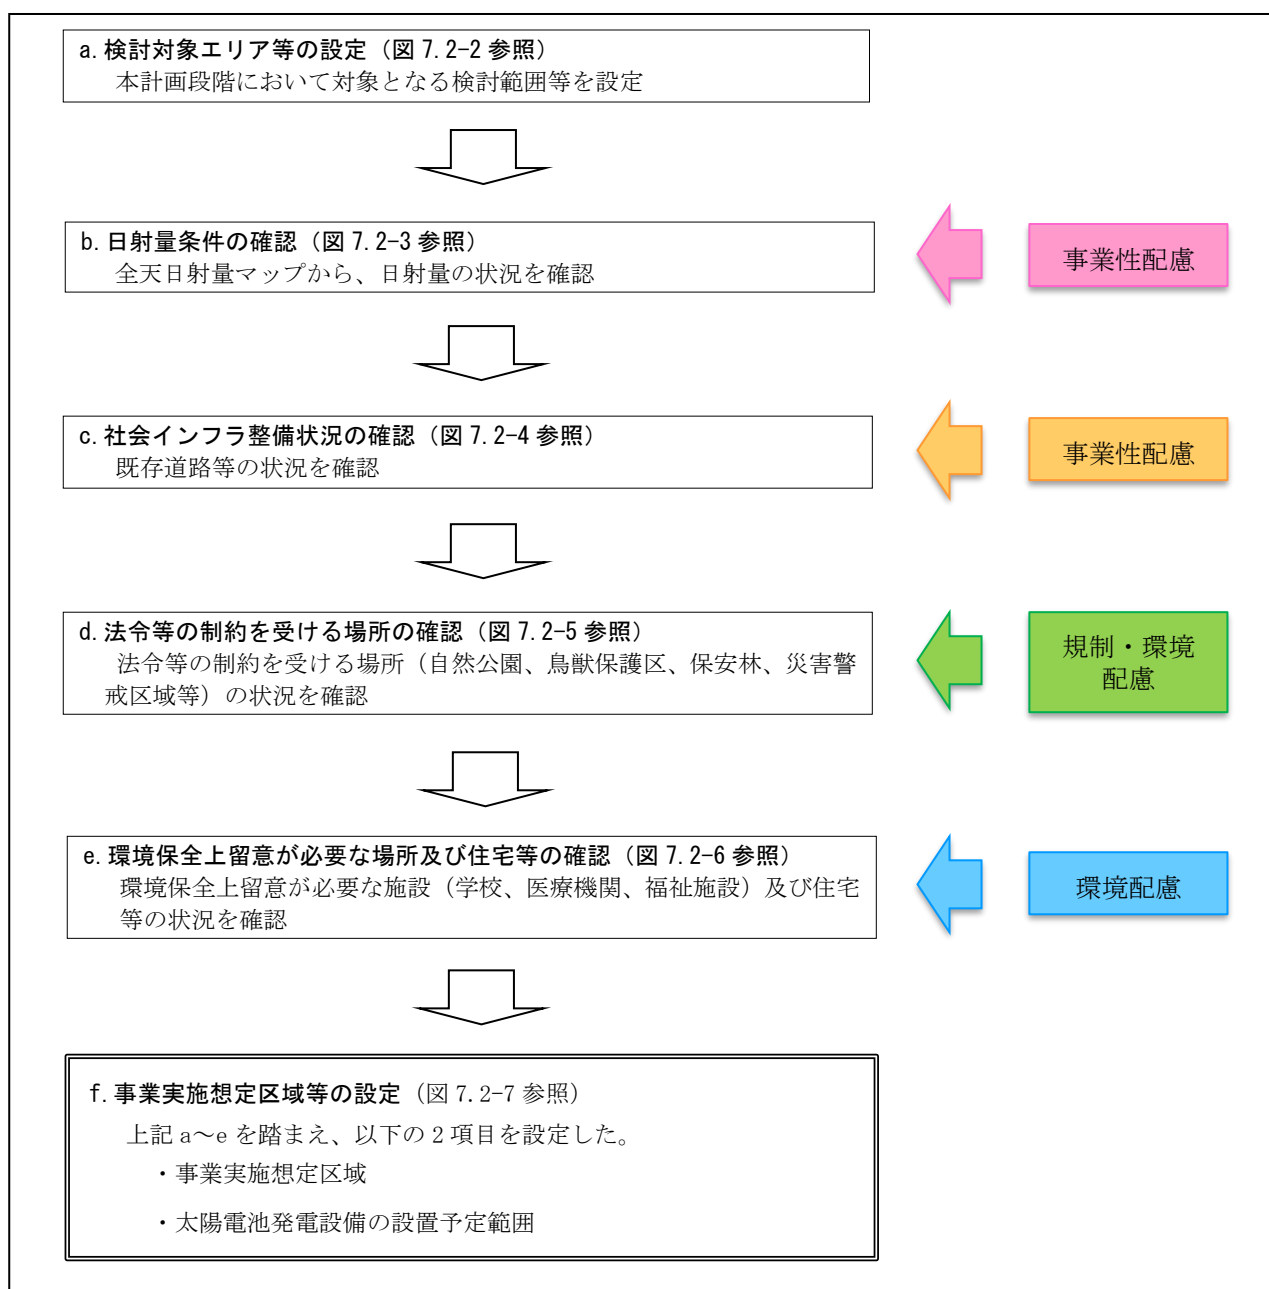 a. 検討対象エリア等の設定（図 7.2-2 参照）
本計画段階において対象となる検討範囲等を設定
b. 日射量条件の確認（図 7.2-3 参照）
全天日射量マップから、日射量の状況を確認
事業性配慮
c. 社会インフラ整備状況の確認（図 7.2-4 参照）
既存道路等の状況を確認
事業性配慮
d. 法令等の制約を受ける場所の確認（図 7.2-5 参照）
法令等の制約を受ける場所（自然公園、鳥獣保護区、保安林、災害警
戒区域等）の状況を確認
規制・環境
配慮
e. 環境保全上留意が必要な場所及び住宅等の確認（図 7.2-6 参照）
環境保全上留意が必要な施設（学校、医療機関、福祉施設）及び住宅
等の状況を確認
環境配慮
f. 事業実施想定区域等の設定（図 7.2-7 参照）
上記 a～e を踏まえ、以下の 2 項目を設定した。
・事業実施想定区域
・太陽電池発電設備の設置予定範囲